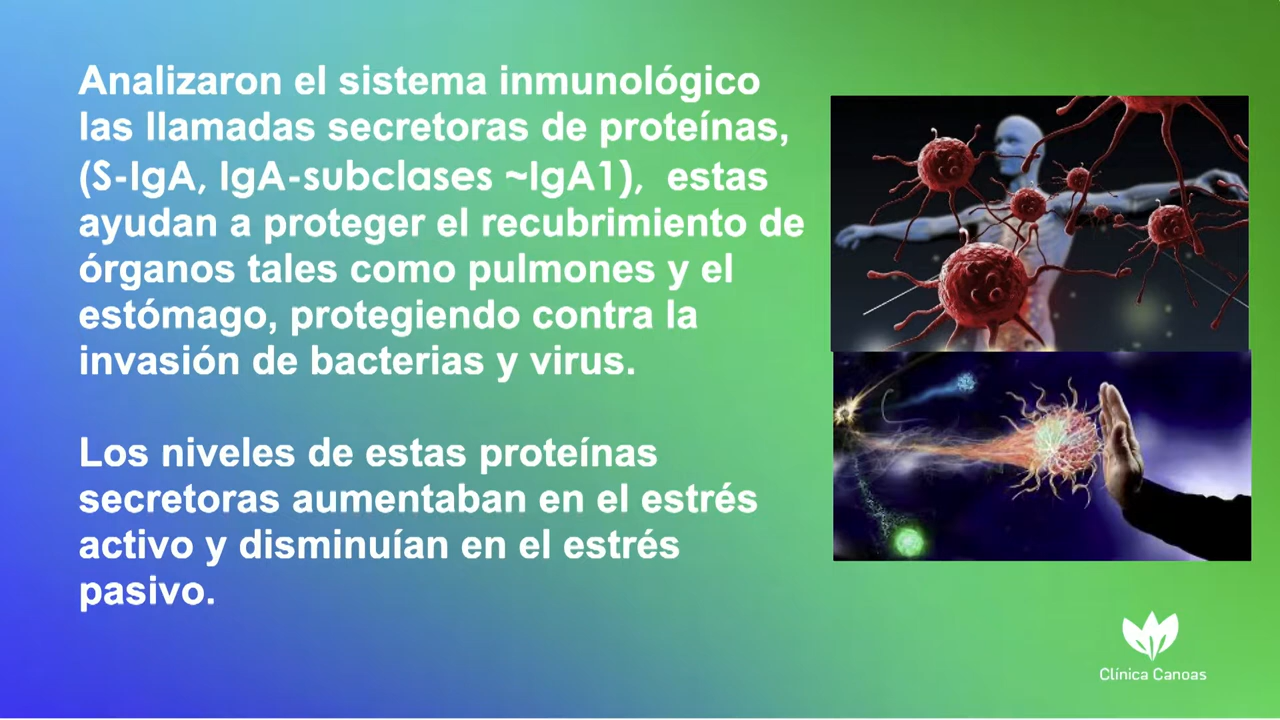 Analizaron el sistema inmunológico
las llamadas secretoras de proteínas,
(S-IgA, IgA-subclases ~IgA1),  estas
ayudan a proteger el recubrimiento de
órganos tales como pulmones y el
estómago, protegiendo contra la
invasión de bacterias y virus.
Los niveles de estas proteínas
secretoras aumentaban en el estrés
activo y disminuían en el estrés
pasivo.
Clínica Canoas